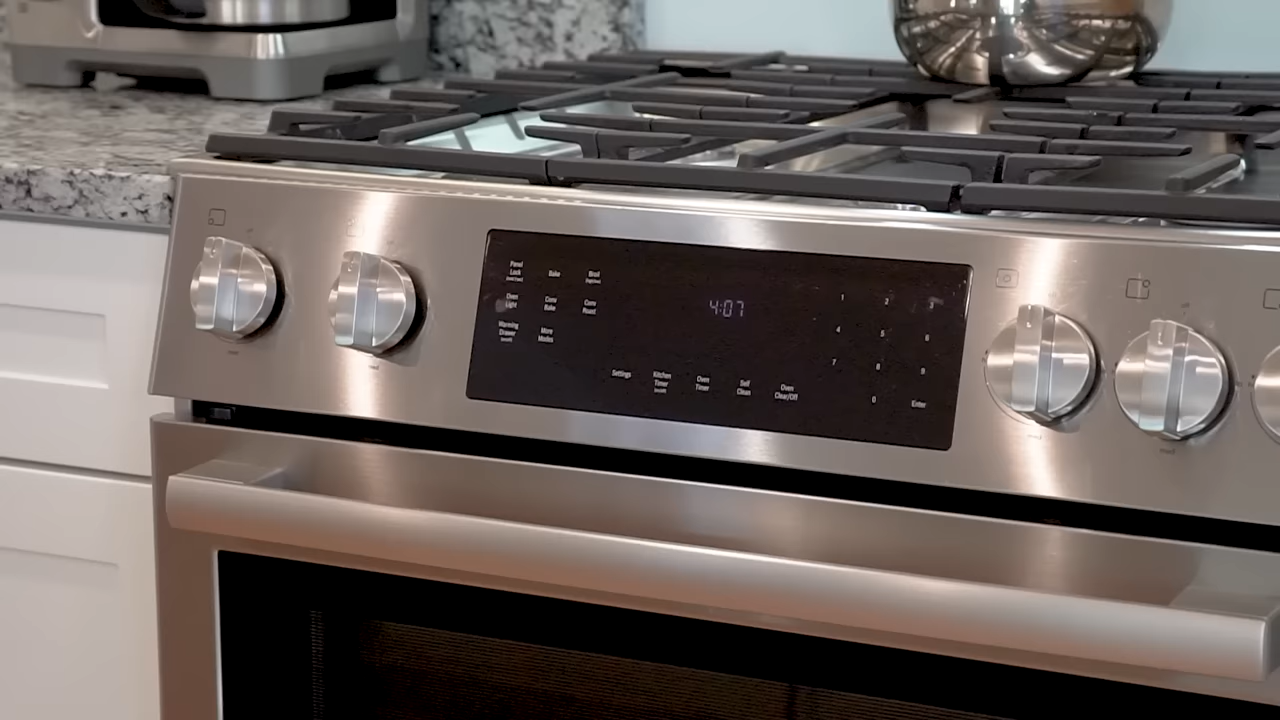 Panel
Lock
Bake
Broil
Oven
Light
Conv
Bake
Conv
Roast
Warming
Drawer
More
Modes
4:07
1 2 3
4 5 6
7 8 9
0 Enter
Settings
Kitchen
Timer
Oven
Timer
Self
Clean
Oven
Clear/Off